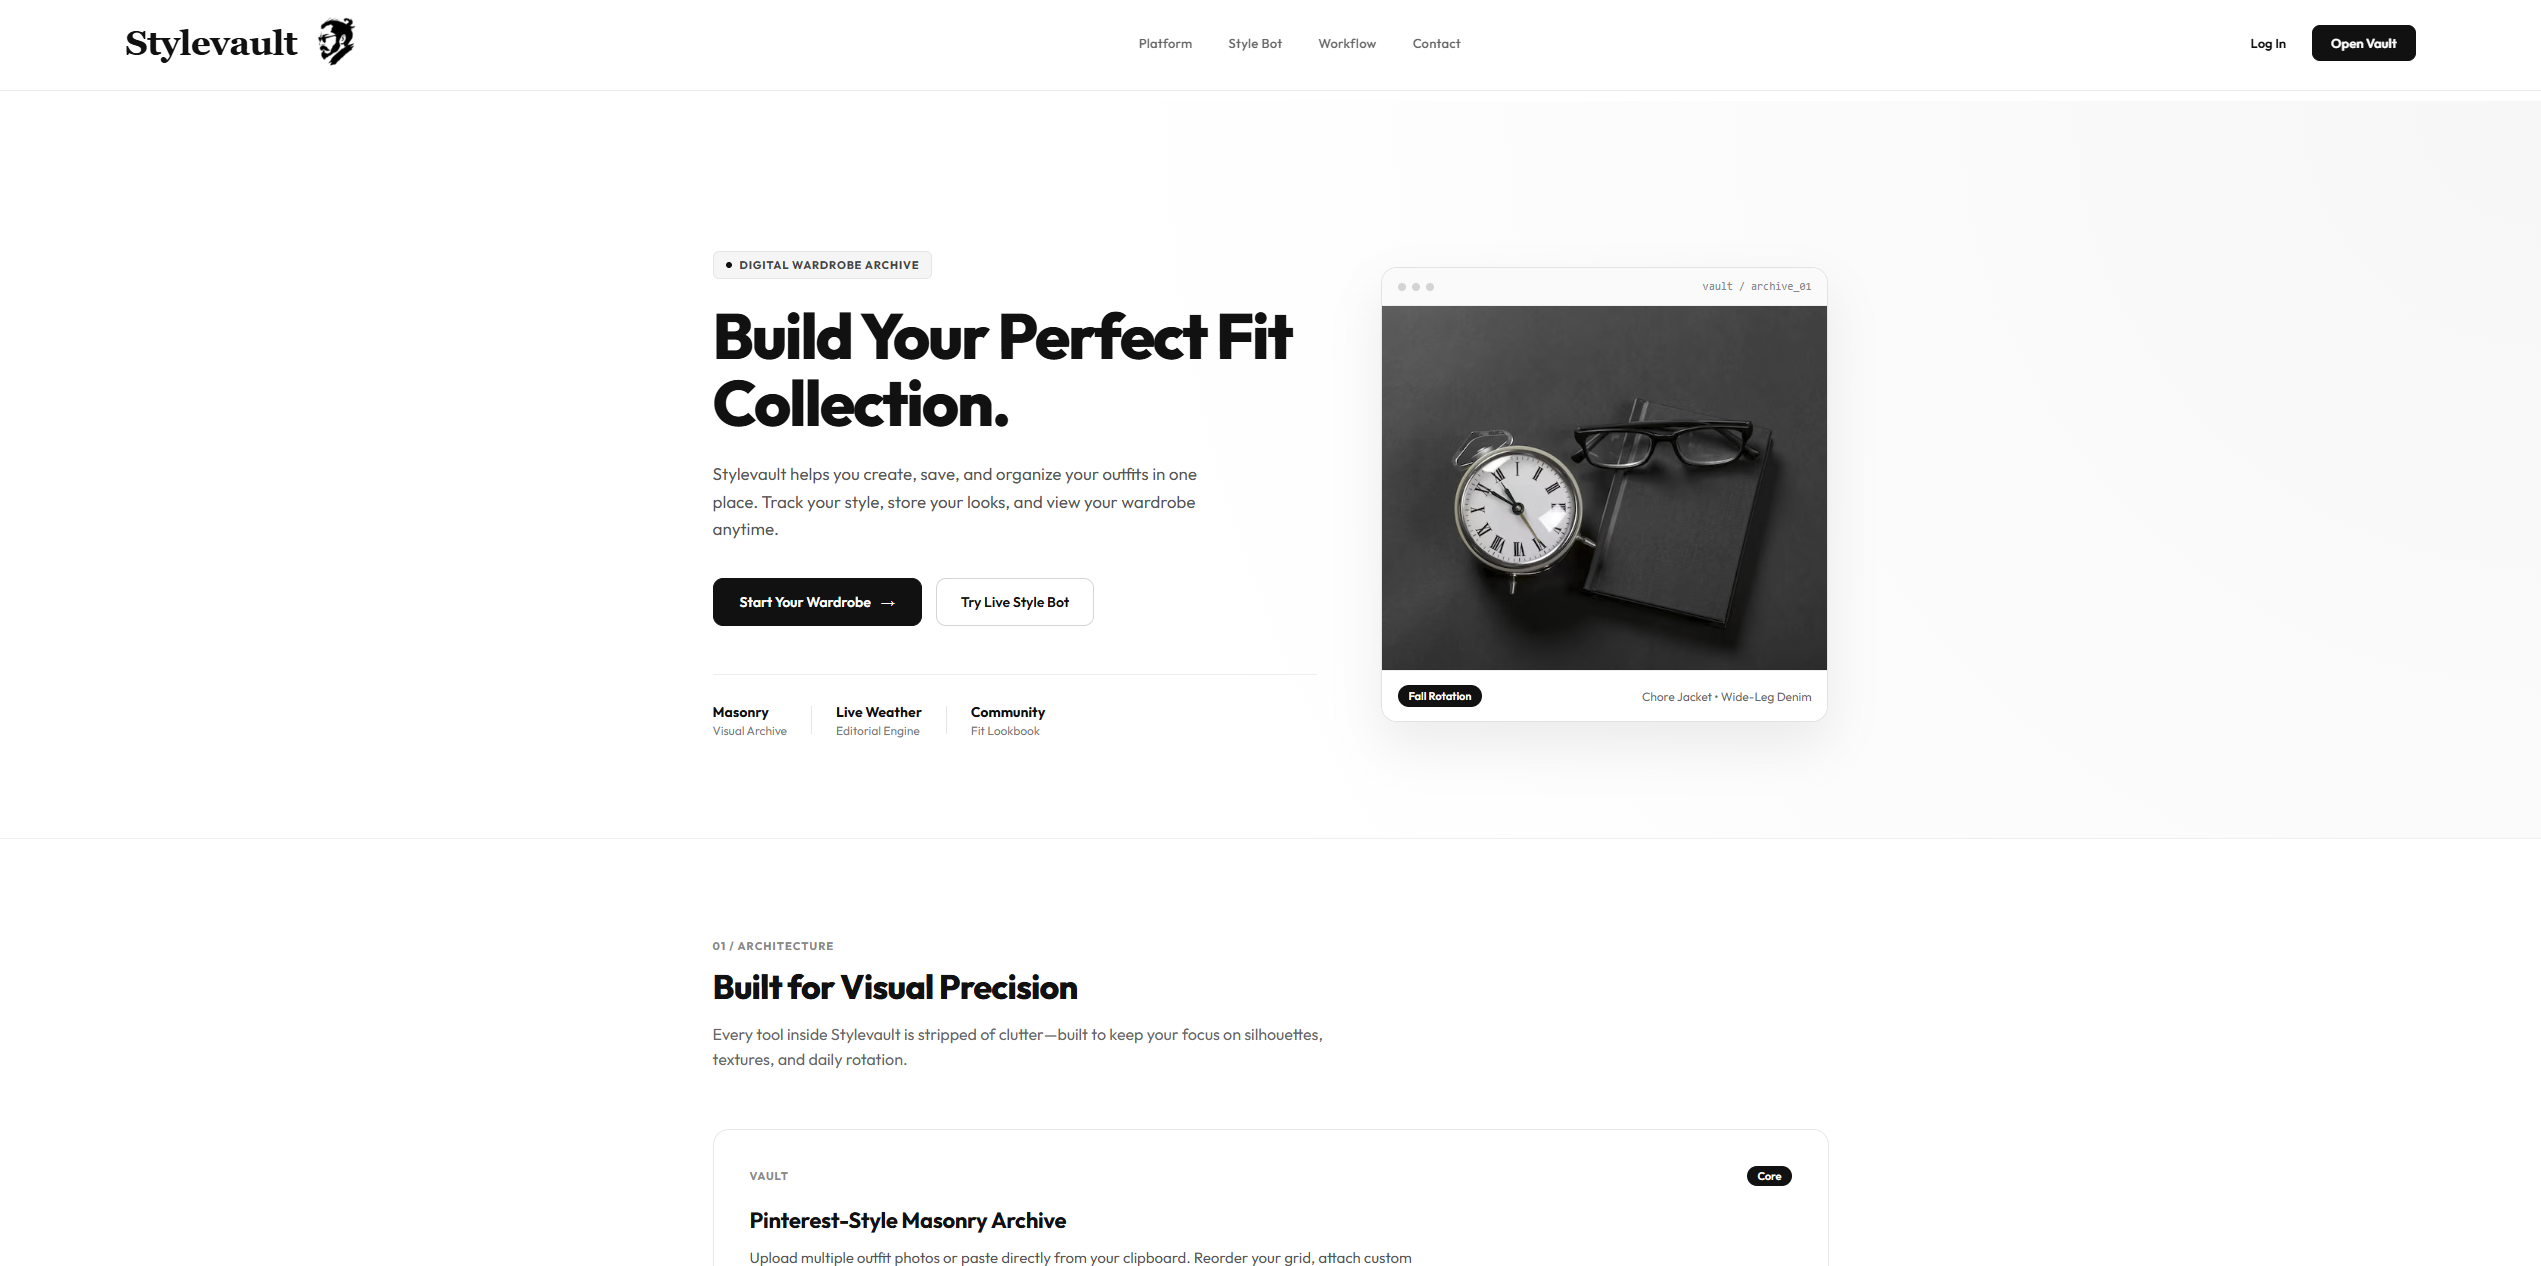 Stylevault
Platform
Style Bot
Workflow
Contact
Log In
Open Vault
DIGITAL WARDROBE ARCHIVE
Build Your Perfect Fit
Collection.
Stylevault helps you create, save, and organize your outfits in one
place. Track your style, store your looks, and view your wardrobe
anytime.
Start Your Wardrobe →
Try Live Style Bot
Masonry
Visual Archive
Live Weather
Editorial Engine
Community
Fit Lookbook
vault / archive_01
Fall Rotation
Chore Jacket • Wide-Leg Denim
01 / ARCHITECTURE
Built for Visual Precision
Every tool inside Stylevault is stripped of clutter—built to keep your focus on silhouettes,
textures, and daily rotation.
VAULT
Core
Pinterest-Style Masonry Archive
Upload multiple outfit photos or paste directly from your clipboard. Reorder your grid, attach custom